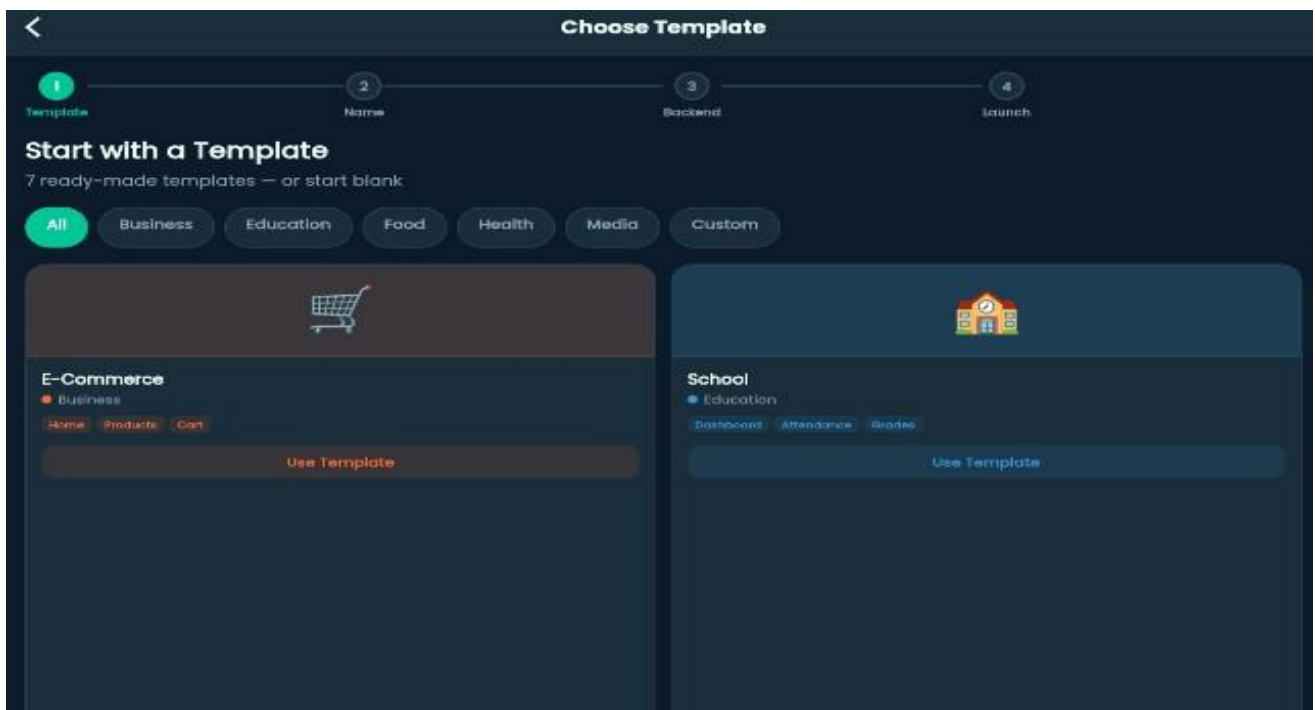 Choose Template
1 2 3 4
Template Name Backend Launch
Start with a Template
7 ready-made templates — or start blank
All Business Education Food Health Media Custom
E-Commerce
Business
Home Products Cart
Use Template
School
Education
Dashboard Attendance Grades
Use Template